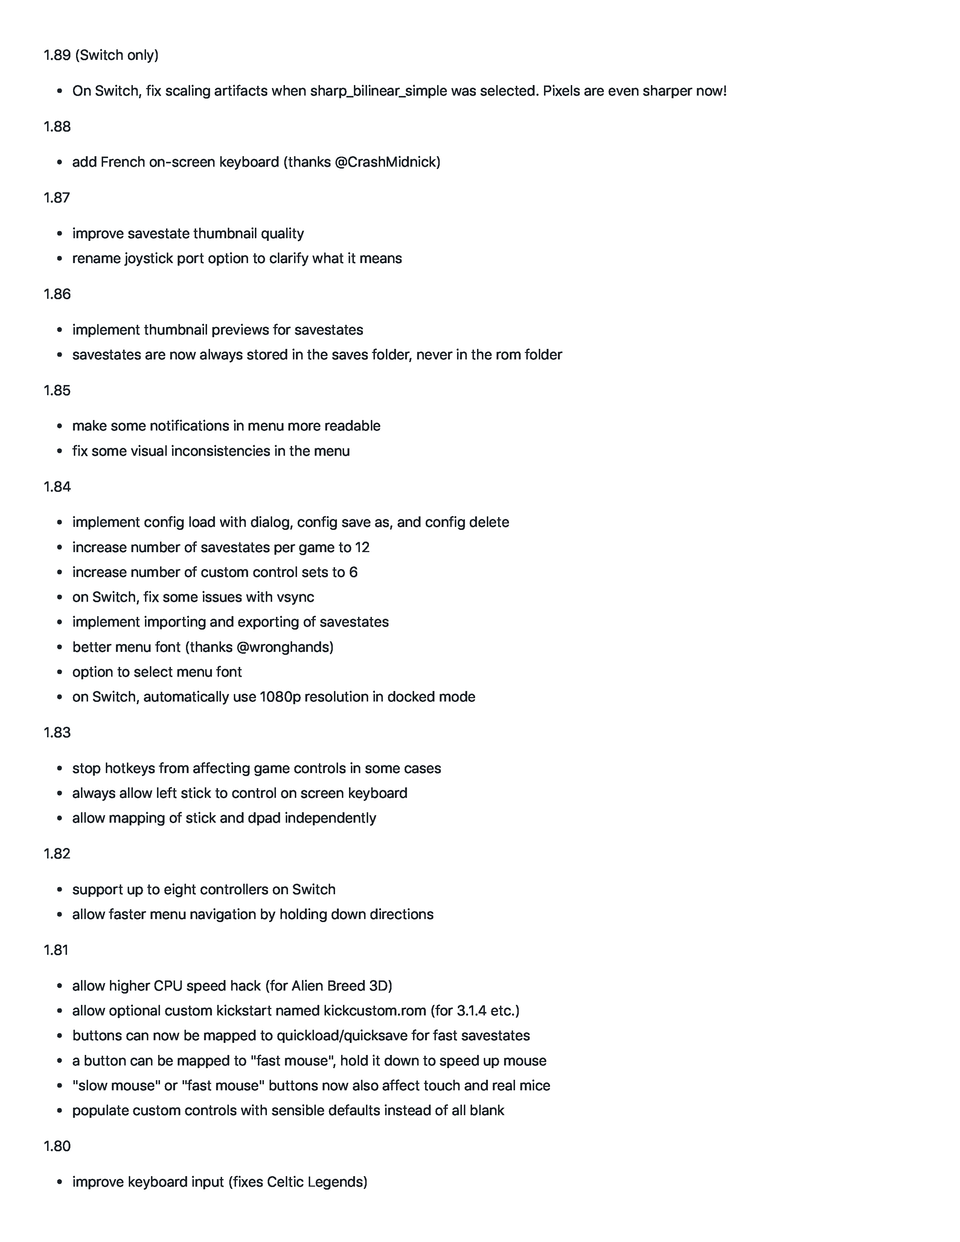 1.89 (Switch only)
• On Switch, fix scaling artifacts when sharp_bilinear_simple was selected. Pixels are even sharper now!
1.88
• add French on-screen keyboard (thanks @CrashMidnick)
1.87
• improve savestate thumbnail quality
• rename joystick port option to clarify what it means
1.86
• implement thumbnail previews for savestates
• savestates are now always stored in the saves folder, never in the rom folder
1.85
• make some notifications in menu more readable
• fix some visual inconsistencies in the menu
1.84
• implement config load with dialog, config save as, and config delete
• increase number of savestates per game to 12
• increase number of custom control sets to 6
• on Switch, fix some issues with vsync
• implement importing and exporting of savestates
• better menu font (thanks @wronghands)
• option to select menu font
• on Switch, automatically use 1080p resolution in docked mode
1.83
• stop hotkeys from affecting game controls in some cases
• always allow left stick to control on screen keyboard
• allow mapping of stick and dpad independently
1.82
• support up to eight controllers on Switch
• allow faster menu navigation by holding down directions
1.81
• allow higher CPU speed hack (for Alien Breed 3D)
• allow optional custom kickstart named kickcustom.rom (for 3.1.4 etc.)
• buttons can now be mapped to quickload/quicksave for fast savestates
• a button can be mapped to "fast mouse", hold it down to speed up mouse
• "slow mouse" or "fast mouse" buttons now also affect touch and real mice
• populate custom controls with sensible defaults instead of all blank
1.80
• improve keyboard input (fixes Celtic Legends)